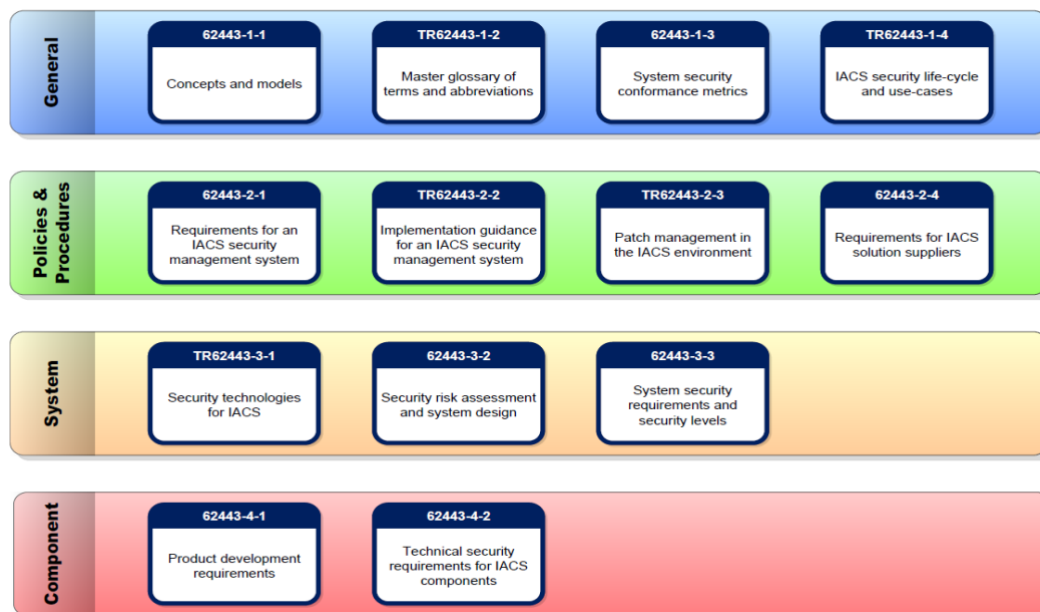 General
62443-1-1
Concepts and models
TR62443-1-2
Master glossary of
terms and abbreviations
62443-1-3
System security
conformance metrics
TR62443-1-4
IACS security life-cycle
and use-cases
Policies &
Procedures
62443-2-1
Requirements for an
IACS security
management system
TR62443-2-2
Implementation guidance
for an IACS security
management system
TR62443-2-3
Patch management in
the IACS environment
62443-2-4
Requirements for IACS
solution suppliers
System
TR62443-3-1
Security technologies
for IACS
62443-3-2
Security risk assessment
and system design
62443-3-3
System security
requirements and
security levels
Component
62443-4-1
Product development
requirements
62443-4-2
Technical security
requirements for IACS
components